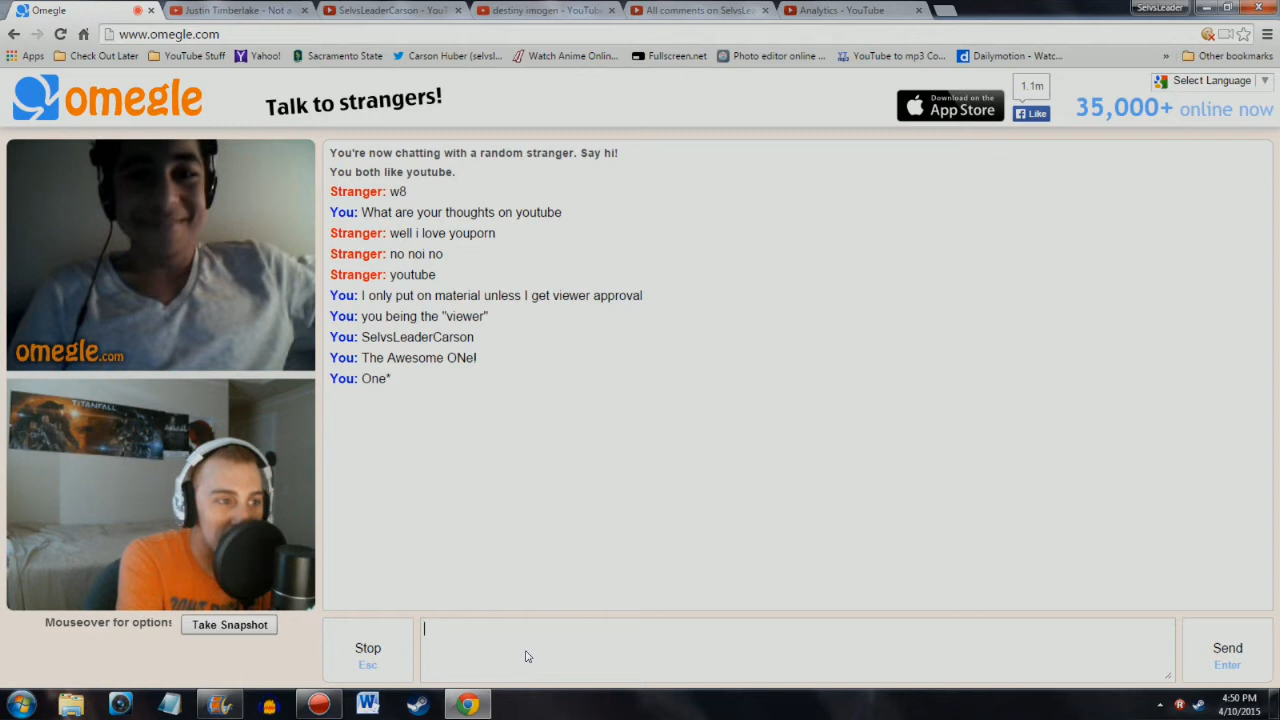 Omegle
Justin Timberlake - Not a
SelvsLeaderCarson - YouT
destiny imogen - YouTube
All comments on SelvsLea
Analytics - YouTube
SelvsLeader
www.omegle.com
Apps
Check Out Later
YouTube Stuff
Yahoo!
Sacramento State
Carson Huber (selvsl...
Watch Anime Onlin...
Fullscreen.net
Photo editor online ...
YouTube to mp3 Co...
Dailymotion - Watc...
»
Other bookmarks
omegle
Talk to strangers!
Download on the
App Store
1.1m
Like
Select Language
35,000+ online now
You're now chatting with a random stranger. Say hi!
You both like youtube.
Stranger: w8
You: What are your thoughts on youtube
Stranger: well i love youporn
Stranger: no noi no
Stranger: youtube
You: I only put on material unless I get viewer approval
You: you being the "viewer"
You: SelvsLeaderCarson
You: The Awesome ONe!
You: One*
omegle.com
TITANFALL
Mouseover for options
Take Snapshot
Stop
Esc
Send
Enter
4:50 PM
4/10/2015